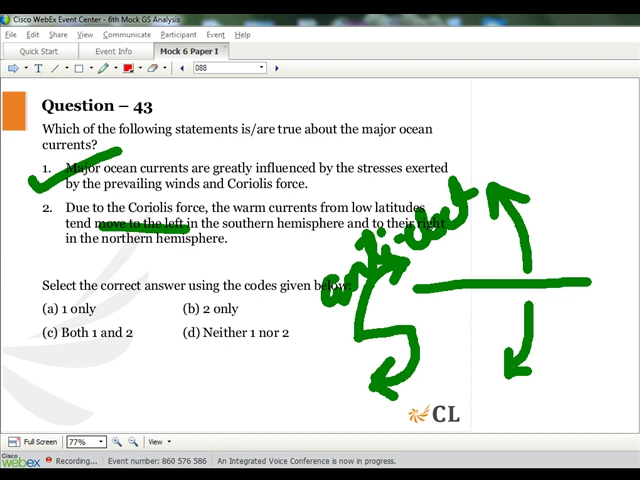 Cisco WebEx Event Center - 6th Mock GS Analysis
File Edit Share View Communicate Participant Event Help
Quick Start Event Info Mock 6 Paper I
T 088
Question – 43
Which of the following statements is/are true about the major ocean
currents?
1. Major ocean currents are greatly influenced by the stresses exerted
by the prevailing winds and Coriolis force.
2. Due to the Coriolis force, the warm currents from low latitudes
tend move to the left in the southern hemisphere and to their right
in the northern hemisphere.
anti-clock
Select the correct answer using the codes given below:
(a) 1 only (b) 2 only
(c) Both 1 and 2 (d) Neither 1 nor 2
CL
Full Screen 77% View
Cisco
webex Recording... Event number: 860 576 586 An Integrated Voice Conference is now in progress.